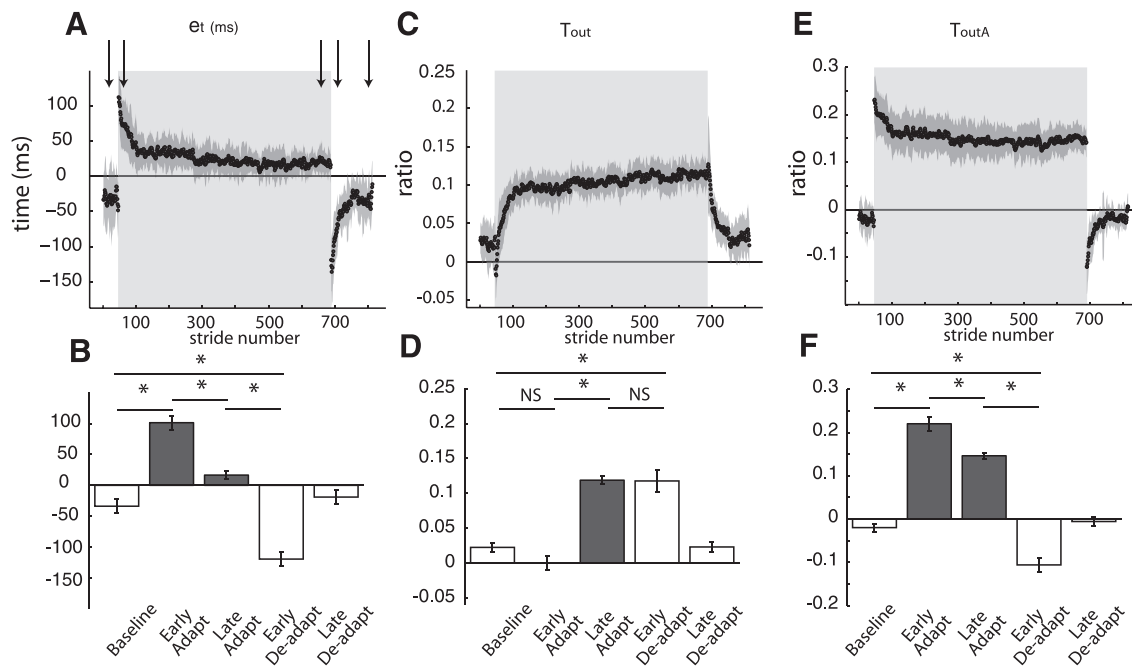 A
et (ms)
C
Tout
E
ToutA
time (ms)
100
50
0
−50
−100
−150
100
300
500
700
stride number
ratio
0.25
0.2
0.15
0.1
0.05
0
-0.05
100
300
500
700
stride number
ratio
0.3
0.2
0.1
0
-0.1
100
300
500
700
stride number
B
*
* * *
100
50
0
-50
-100
-150
Baseline
Early Adapt
Late Adapt
Early De-adapt
Late De-adapt
D
*
NS * NS
0.25
0.2
0.15
0.1
0.05
0
-0.05
Baseline
Early Adapt
Late Adapt
Early De-adapt
Late De-adapt
F
*
* * *
0.3
0.2
0.1
0
-0.1
-0.2
Baseline
Early Adapt
Late Adapt
Early De-adapt
Late De-adapt